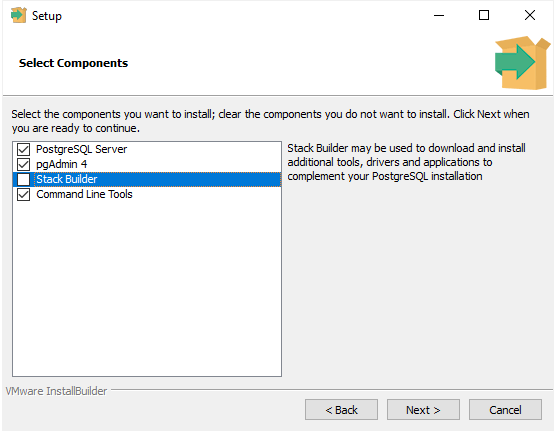 Setup
Select Components
Select the components you want to install; clear the components you do not want to install. Click Next when
you are ready to continue.
PostgreSQL Server
pgAdmin 4
Stack Builder
Command Line Tools
Stack Builder may be used to download and install
additional tools, drivers and applications to
complement your PostgreSQL installation
VMware InstallBuilder
< Back
Next >
Cancel